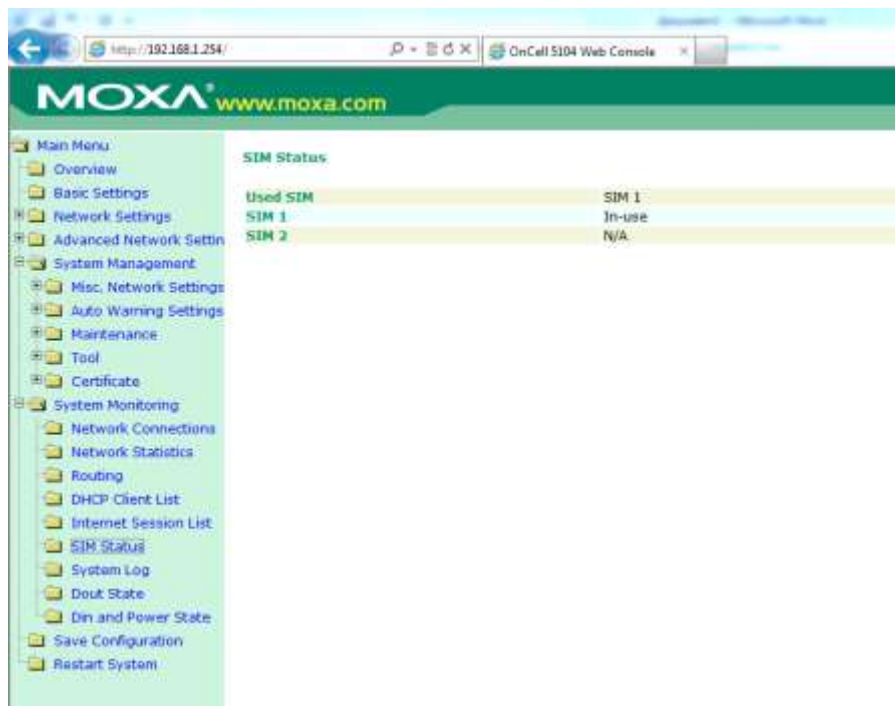 http://192.168.1.254/
OnCell 5104 Web Console
MOXA® www.moxa.com
Main Menu
Overview
Basic Settings
Network Settings
Advanced Network Settin
System Management
Misc. Network Settings
Auto Warning Settings
Maintenance
Tool
Certificate
System Monitoring
Network Connections
Network Statistics
Routing
DHCP Client List
Internet Session List
SIM Status
System Log
Dout State
Din and Power State
Save Configuration
Restart System
SIM Status
Used SIM SIM 1
SIM 1 In-use
SIM 2 N/A